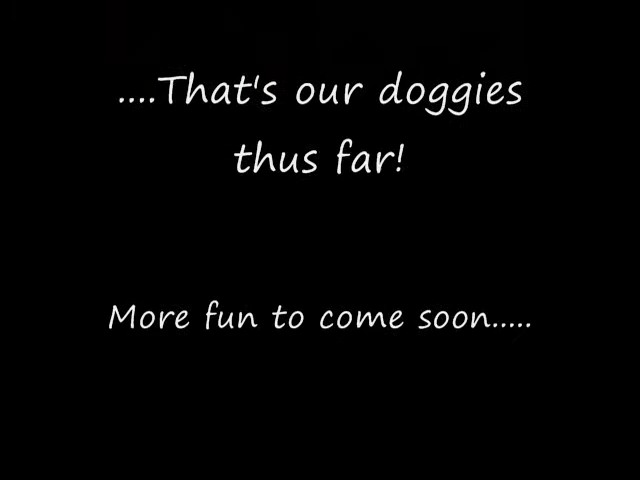 ....That's our doggies
thus far!
More fun to come soon.....